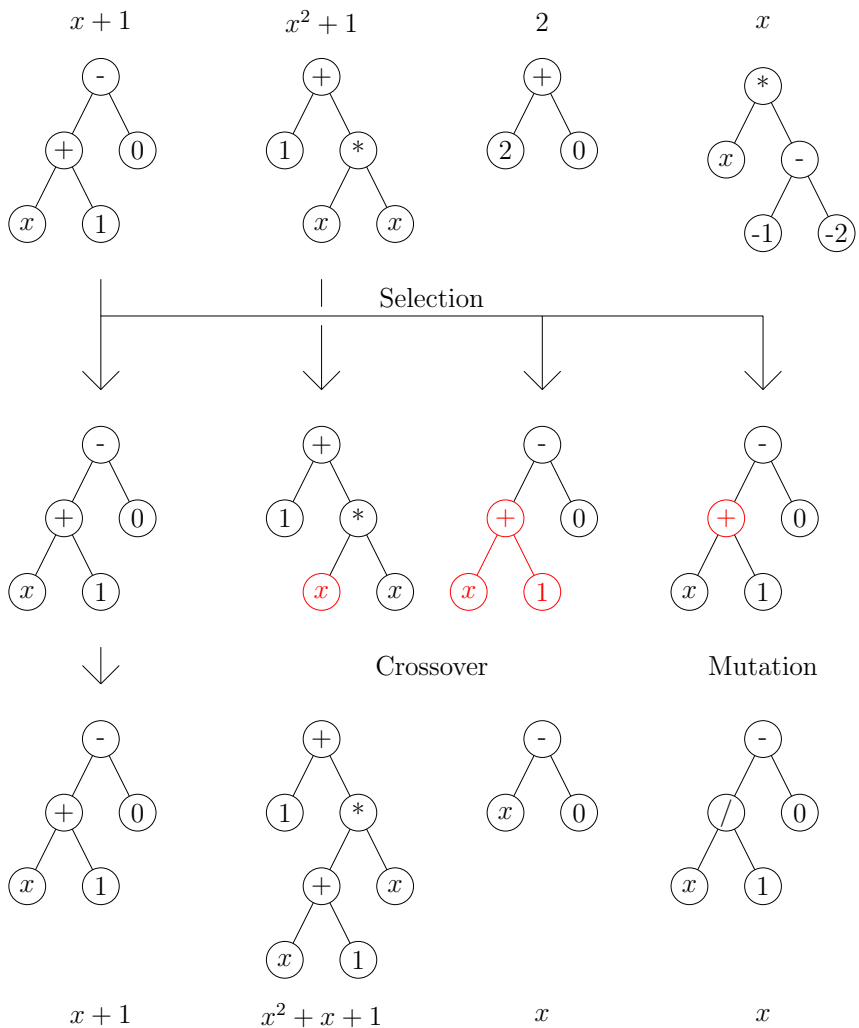 x + 1 x² + 1 2 x
- + + *
+ 0 1 * 2 0 x -
x 1 x x -1 -2
Selection
- + - -
+ 0 1 * + 0 + 0
x 1 x x x 1 x 1
Crossover Mutation
- + - -
+ 0 1 * x 0 / 0
x 1 + x x 1
x 1
x + 1 x² + x + 1 x x